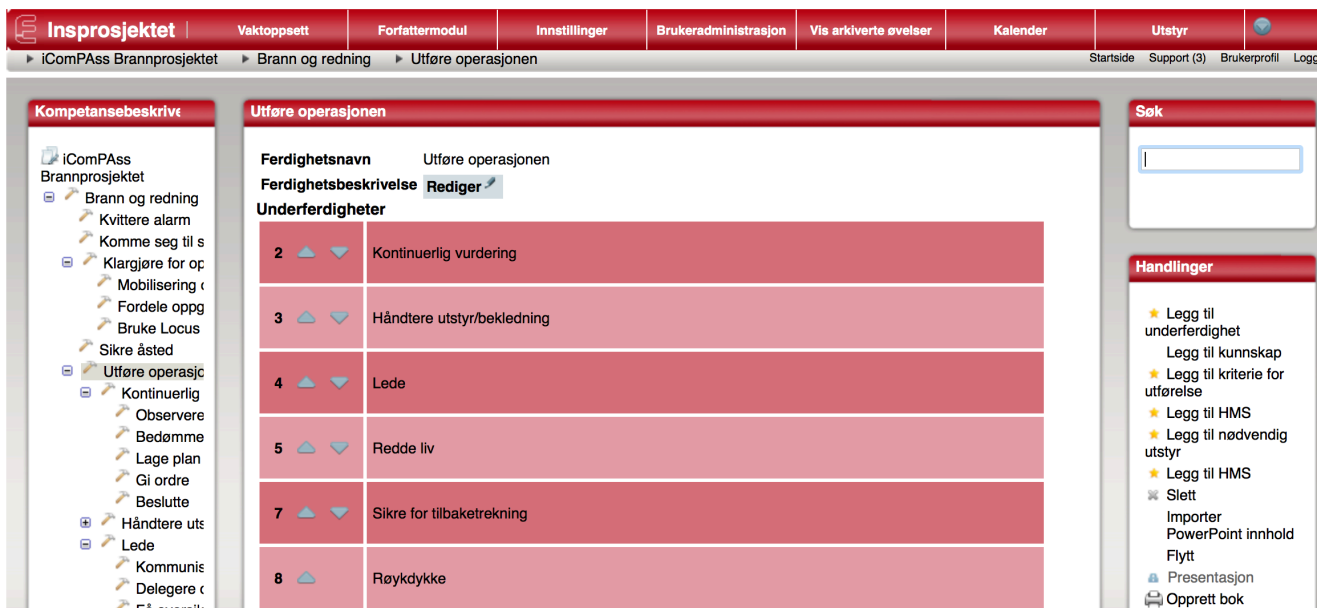 Insprosjektet
Vaktoppsett
Forfattermodul
Innstillinger
Brukeradministrasjon
Vis arkiverte øvelser
Kalender
Utstyr
iComPAss Brannprosjektet
Brann og redning
Utføre operasjonen
Startside
Support (3)
Brukerprofil
Logg
Kompetansebeskrive
iComPAss
Brannprosjektet
Brann og redning
Kvittere alarm
Komme seg til s
Klargjøre for op
Mobilisering
Fordele oppg
Bruke Locus
Sikre åsted
Utføre operasjo
Kontinuerlig
Observere
Bedømme
Lage plan
Gi ordre
Beslutte
Håndtere uts
Lede
Kommunis
Delegere
Utføre operasjonen
Ferdighetsnavn Utføre operasjonen
Ferdighetsbeskrivelse Rediger
Underferdigheter
2 Kontinuerlig vurdering
3 Håndtere utstyr/bekledning
4 Lede
5 Redde liv
7 Sikre for tilbaketrekning
8 Røykdykke
Søk
Handlinger
Legg til
underferdighet
Legg til kunnskap
Legg til kriterie for
utførelse
Legg til HMS
Legg til nødvendig
utstyr
Legg til HMS
Slett
Importer
PowerPoint innhold
Flytt
Presentasjon
Opprett bok